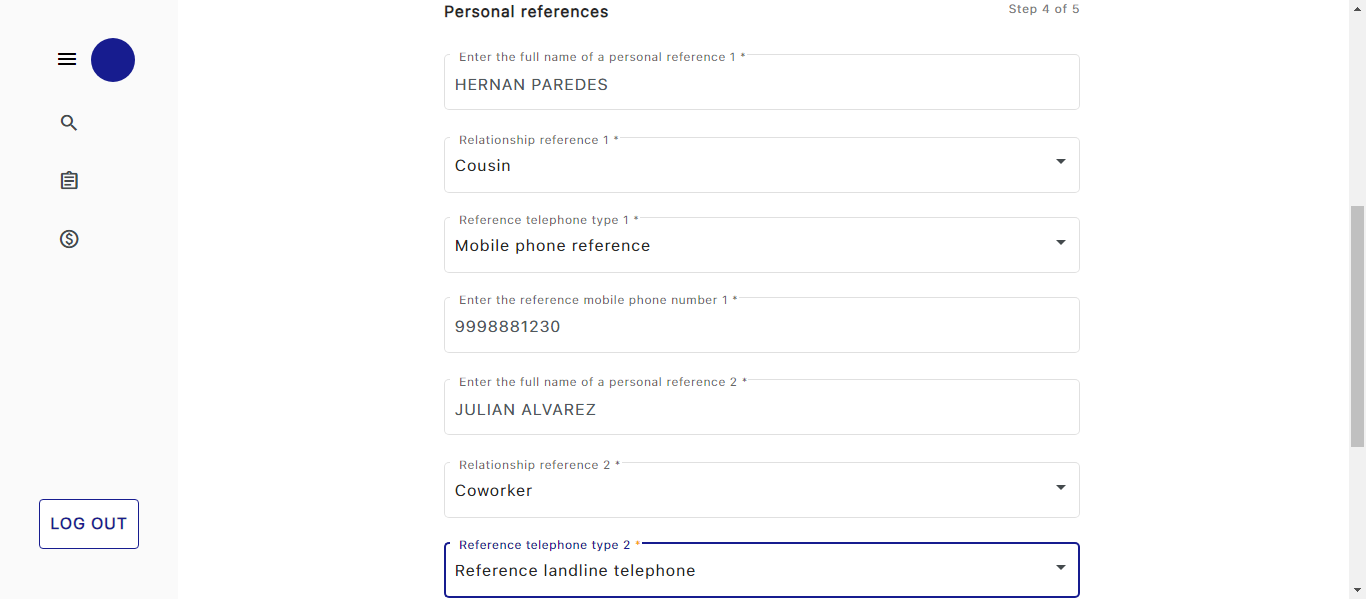 Personal references
Step 4 of 5
Enter the full name of a personal reference 1 *
HERNAN PAREDES
Relationship reference 1 *
Cousin
Reference telephone type 1 *
Mobile phone reference
Enter the reference mobile phone number 1 *
9998881230
Enter the full name of a personal reference 2 *
JULIAN ALVAREZ
Relationship reference 2 *
Coworker
Reference telephone type 2 *
Reference landline telephone
LOG OUT